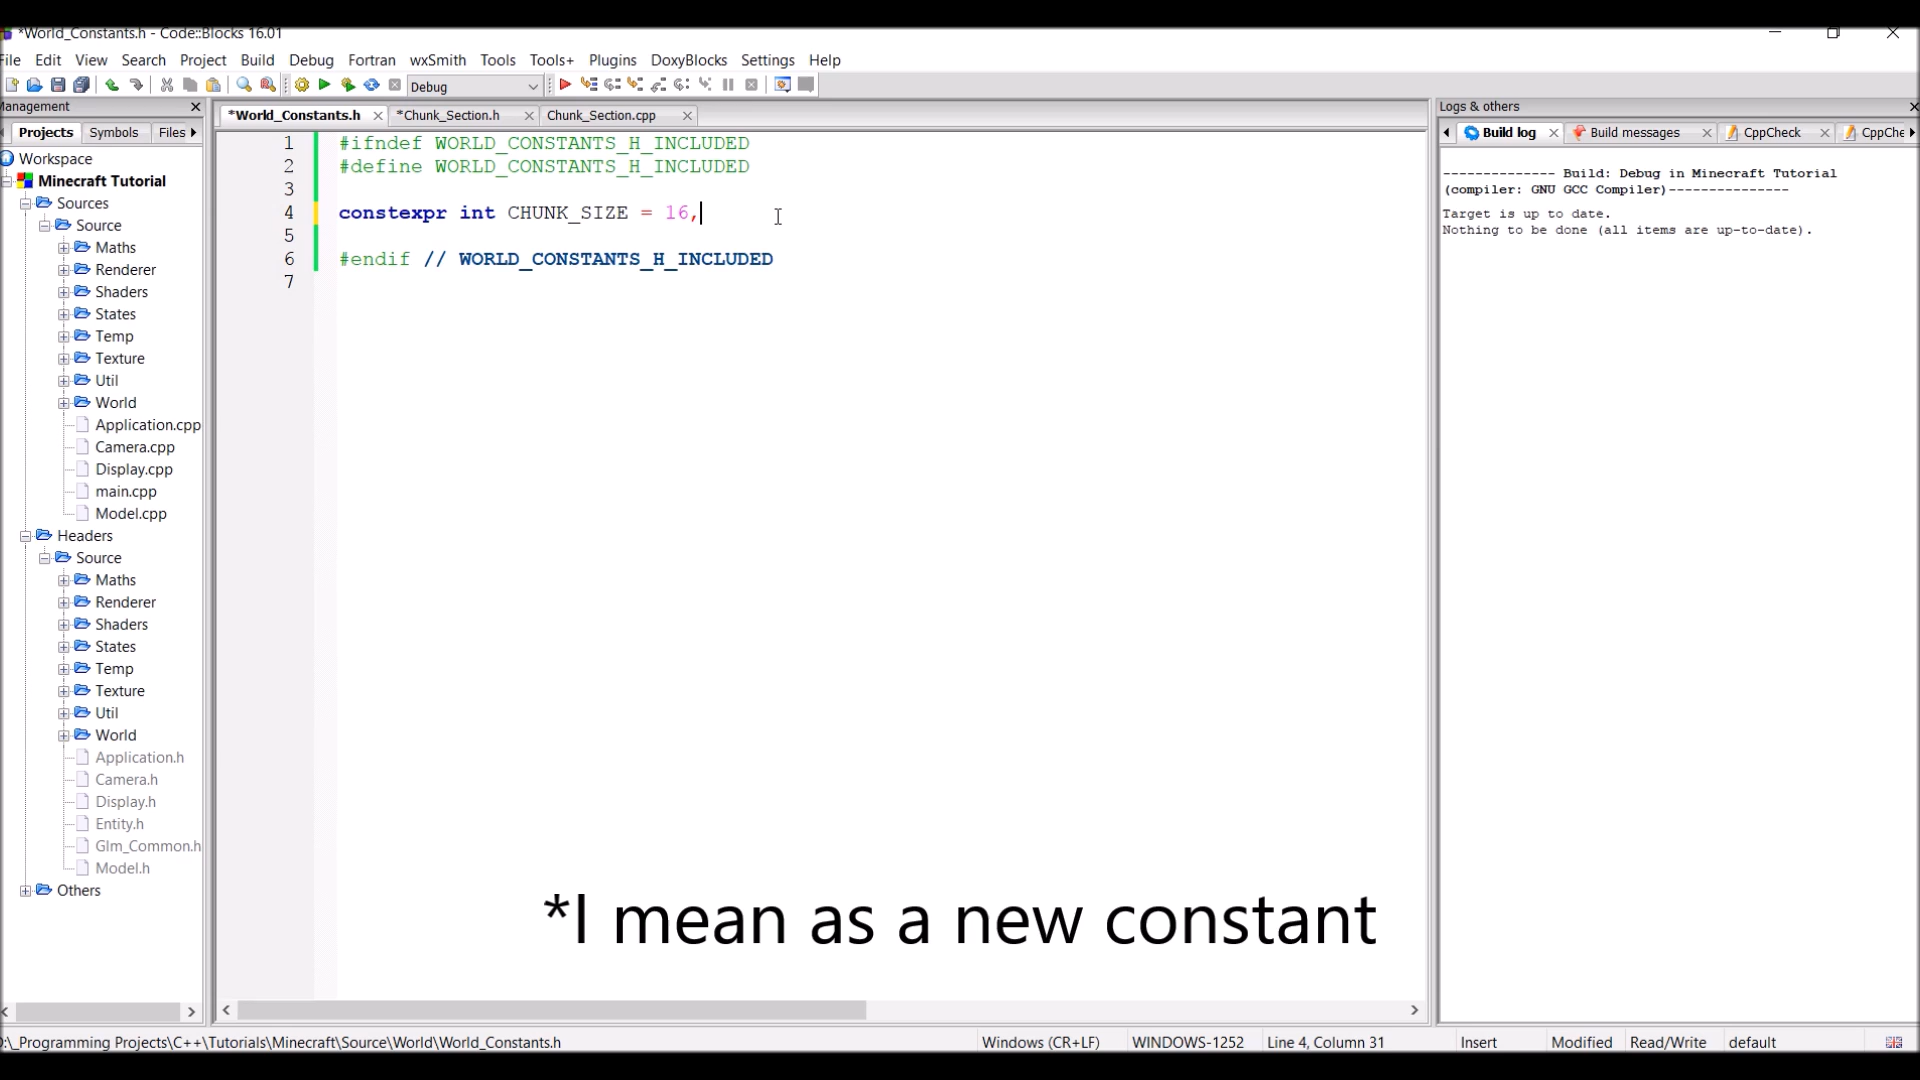 *World_Constants.h - Code::Blocks 16.01
File Edit View Search Project Build Debug Fortran wxSmith Tools Tools+ Plugins DoxyBlocks Settings Help
Debug
Management
Projects Symbols Files
Workspace
Minecraft Tutorial
Sources
Source
Maths
Renderer
Shaders
States
Temp
Texture
Util
World
Application.cpp
Camera.cpp
Display.cpp
main.cpp
Model.cpp
Headers
Source
Maths
Renderer
Shaders
States
Temp
Texture
Util
World
Application.h
Camera.h
Display.h
Entity.h
Glm_Common.h
Model.h
Others
*World_Constants.h *Chunk_Section.h Chunk_Section.cpp
1 #ifndef WORLD_CONSTANTS_H_INCLUDED
2 #define WORLD_CONSTANTS_H_INCLUDED
3
4 constexpr int CHUNK_SIZE = 16,
5
6 #endif // WORLD_CONSTANTS_H_INCLUDED
7
*I mean as a new constant
Logs & others
Build log Build messages CppCheck CppChe
-------------- Build: Debug in Minecraft Tutorial
(compiler: GNU GCC Compiler)---------------
Target is up to date.
Nothing to be done (all items are up-to-date).
:\_Programming Projects\C++\Tutorials\Minecraft\Source\World\World_Constants.h Windows (CR+LF) WINDOWS-1252 Line 4, Column 31 Insert Modified Read/Write default